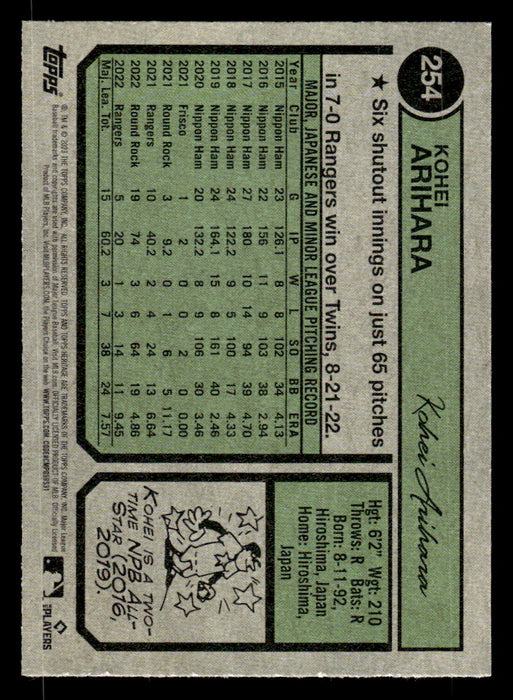 254
KOHEI
ARIHARA
Kohei Arihara
★ Six shutout innings on just 65 pitches
in 7-0 Rangers win over Twins, 8-21-22.
Hgt: 6'2" Wgt: 210
Throws: R Bats: R
Born: 8-11-92,
Hiroshima, Japan
Home: Hiroshima,
Japan
MAJOR, JAPANESE AND MINOR LEAGUE PITCHING RECORD
Year Club G IP W L SO BB ERA
2015 Nippon Ham 23 126.1 8 8 102 34 4.13
2016 Nippon Ham 22 156 11 9 103 38 2.94
2017 Nippon Ham 27 180 10 14 94 39 4.70
2018 Nippon Ham 24 122.2 9 5 100 17 4.33
2019 Nippon Ham 24 164.1 15 8 161 40 2.46
2020 Nippon Ham 20 132.2 8 9 106 30 3.46
2021 Frisco 1 2 0 0 2 0 0.00
2021 Round Rock 3 9.2 0 1 6 5 11.17
2021 Rangers 10 40.2 2 4 24 13 6.64
2022 Round Rock 19 74 3 6 64 19 4.86
2022 Rangers 5 20 1 3 14 11 9.45
Maj. Lea. Tot. 15 60.2 3 7 38 24 7.57
KOHEI IS A TWO-
TIME NPB ALL-
STAR (2016,
2019).
TOPPS